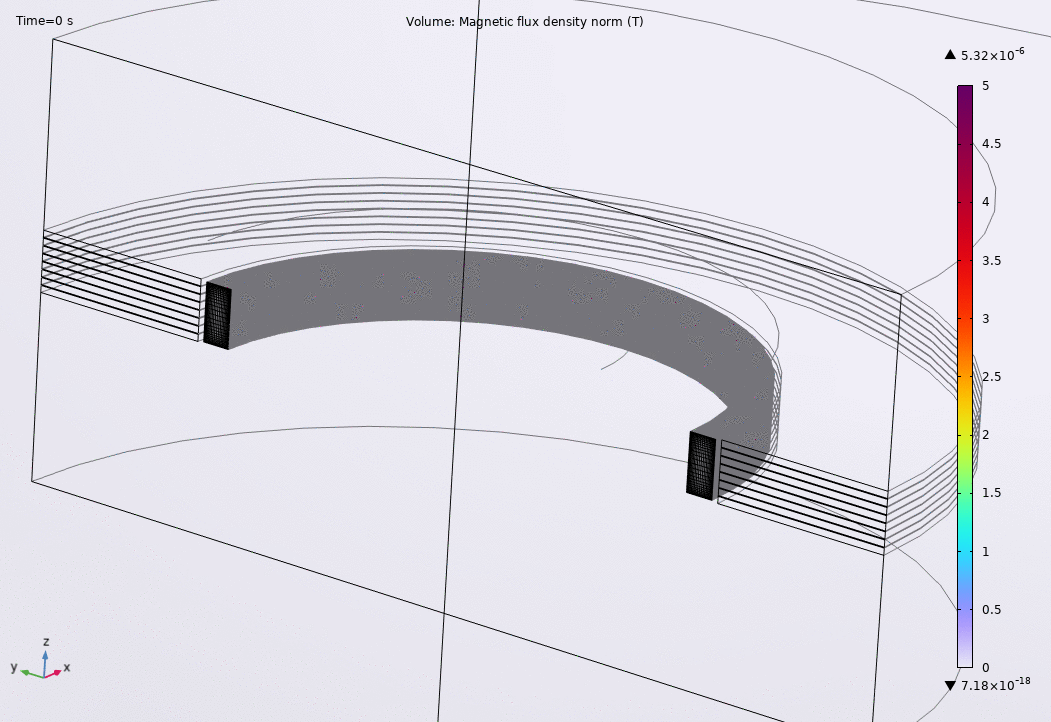 Time=0 s
Volume: Magnetic flux density norm (T)
▲ 5.32×10⁻⁶
5
4.5
4
3.5
3
2.5
2
1.5
1
0.5
0
▼ 7.18×10⁻¹⁸
z
y
x